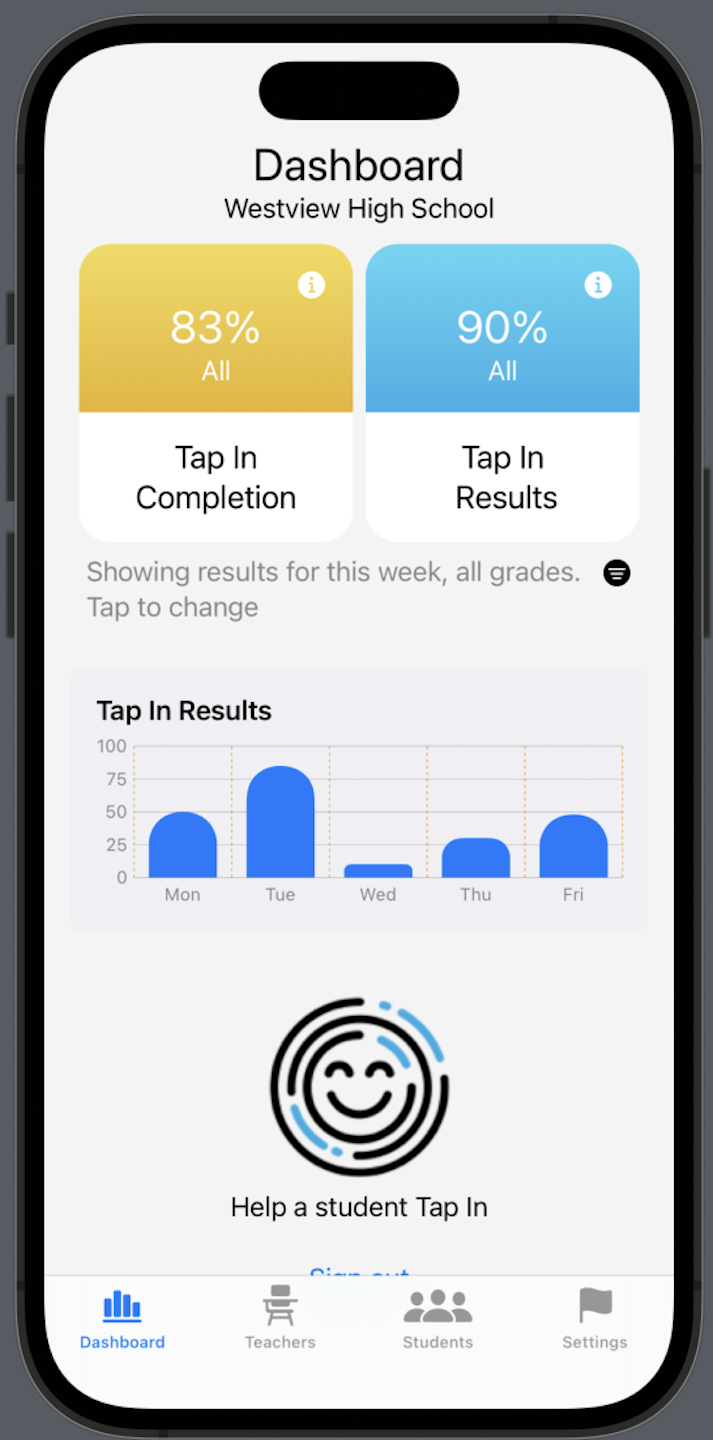 Dashboard
Westview High School
83%
All
Tap In
Completion
90%
All
Tap In
Results
Showing results for this week, all grades.
Tap to change
Tap In Results
100
75
50
25
0
Mon Tue Wed Thu Fri
Help a student Tap In
Sign out
Dashboard Teachers Students Settings